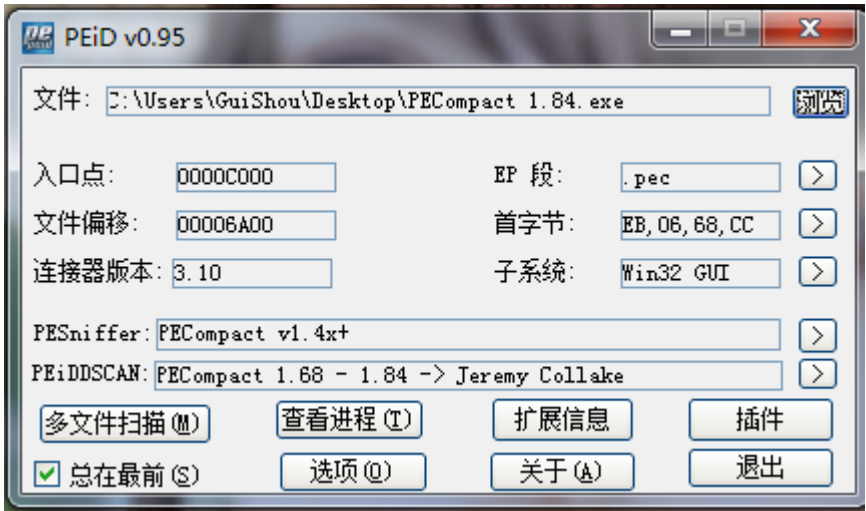 PEiD v0.95
文件: C:\Users\GuiShou\Desktop\PECompact 1.84.exe 浏览
入口点: 0000C000 EP 段: .pec >
文件偏移: 00006A00 首字节: EB,06,68,CC >
连接器版本: 3.10 子系统: Win32 GUI >
PESniffer: PECompact v1.4x+ >
PEiDDSCAN: PECompact 1.68 - 1.84 -> Jeremy Collake >
多文件扫描(M) 查看进程(T) 扩展信息 插件
总在最前(S) 选项(O) 关于(A) 退出